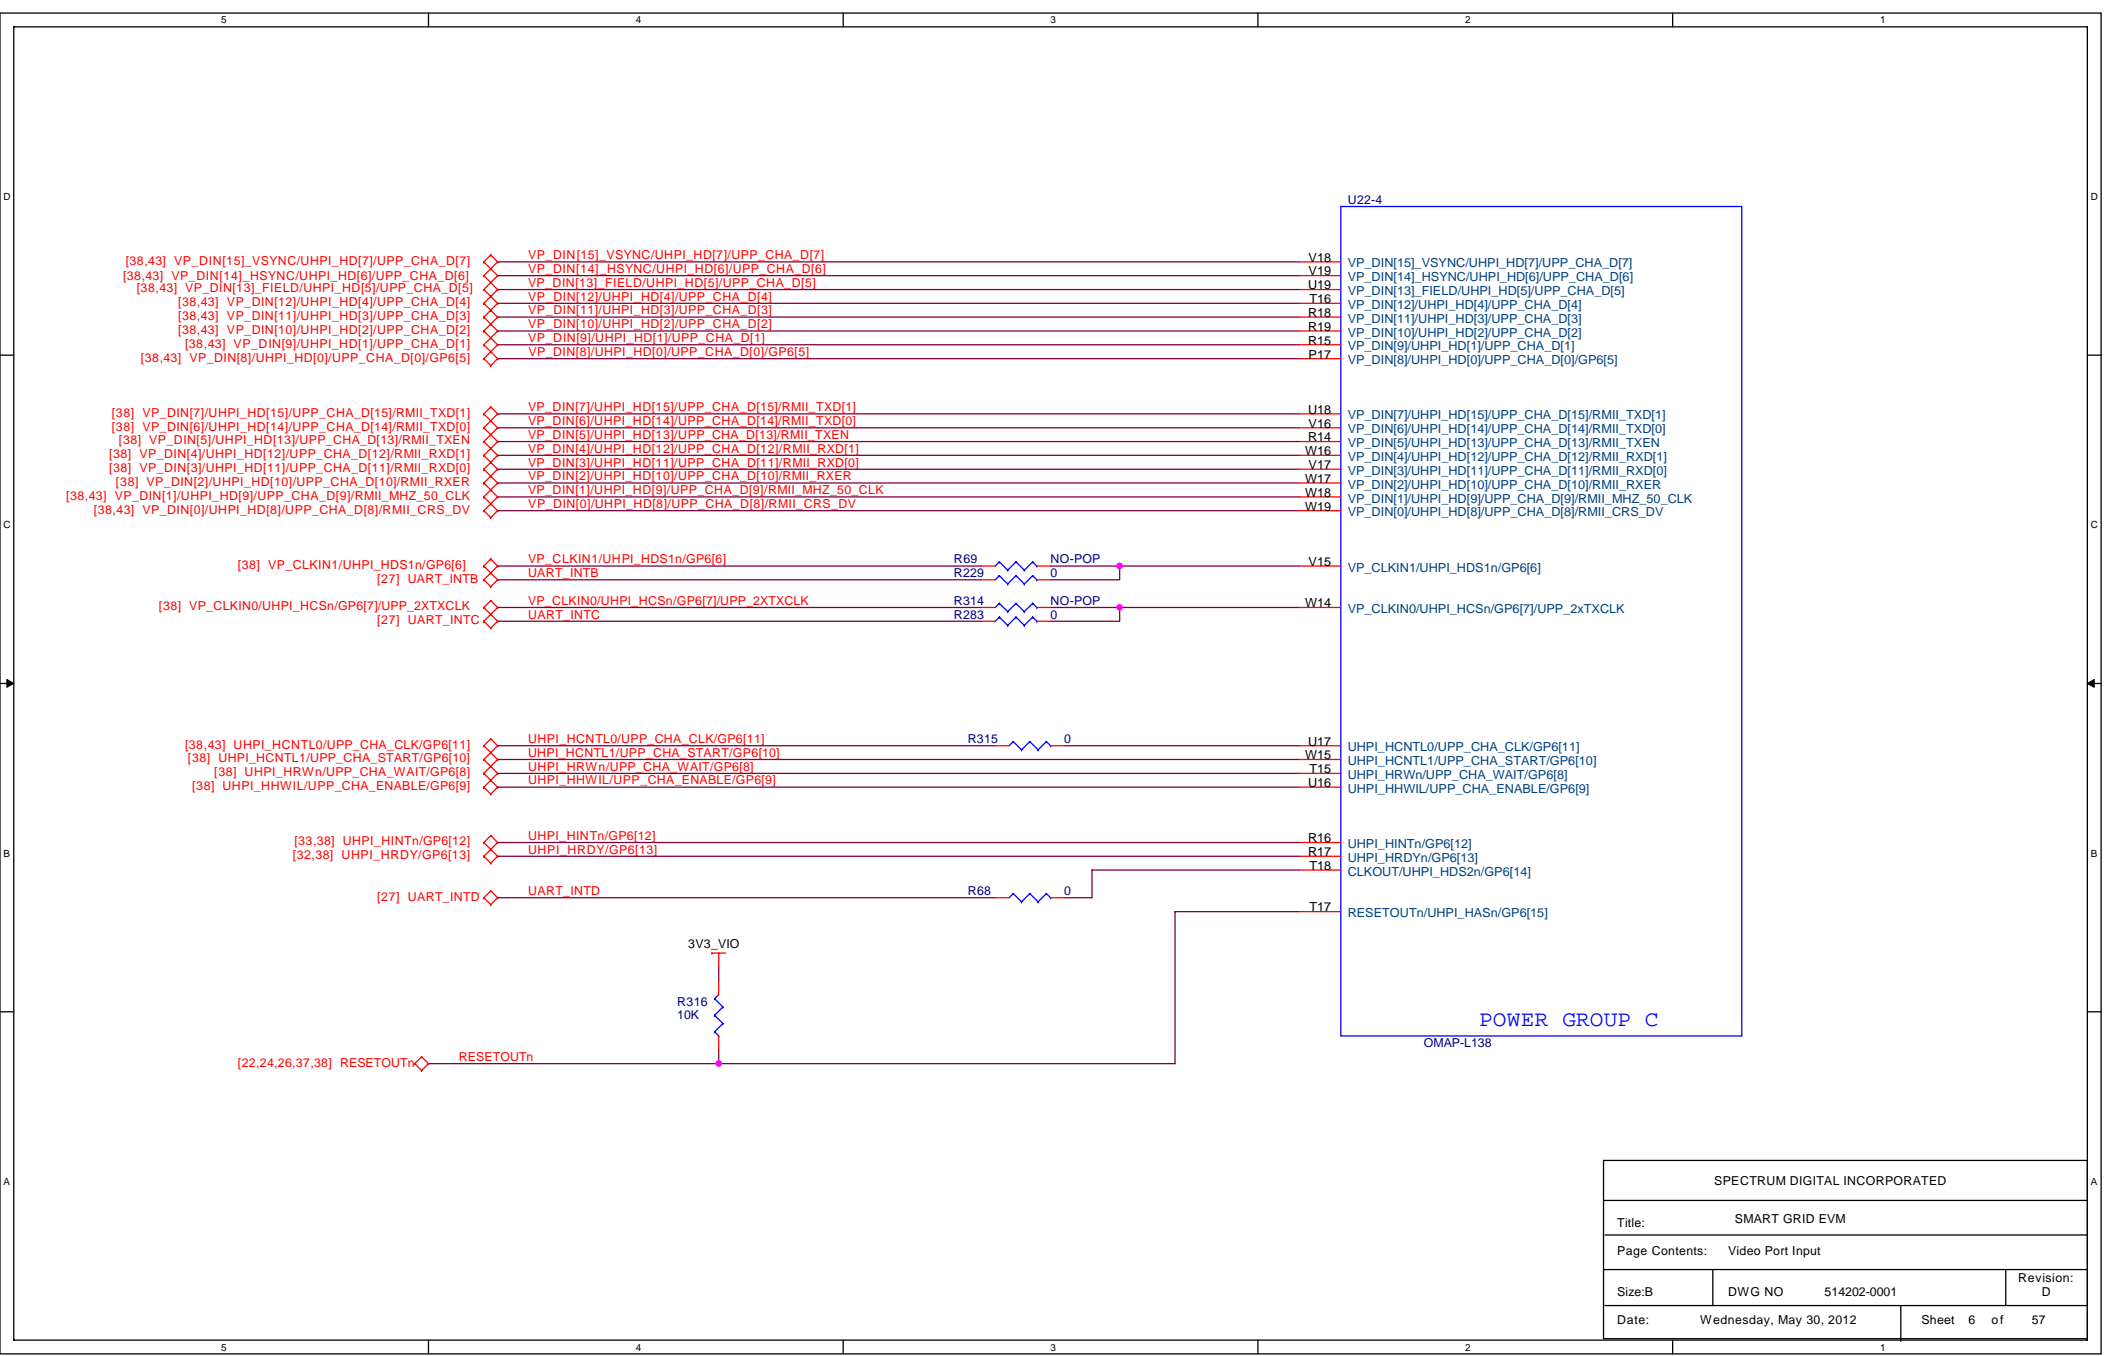 5 4 3 2 1
D D
U22-4
[38,43] VP_DIN[15]_VSYNC/UHPI_HD[7]/UPP_CHA_D[7] VP_DIN[15]_VSYNC/UHPI_HD[7]/UPP_CHA_D[7] V18 VP_DIN[15]_VSYNC/UHPI_HD[7]/UPP_CHA_D[7]
[38,43] VP_DIN[14]_HSYNC/UHPI_HD[6]/UPP_CHA_D[6] VP_DIN[14]_HSYNC/UHPI_HD[6]/UPP_CHA_D[6] V19 VP_DIN[14]_HSYNC/UHPI_HD[6]/UPP_CHA_D[6]
[38,43] VP_DIN[13]_FIELD/UHPI_HD[5]/UPP_CHA_D[5] VP_DIN[13]_FIELD/UHPI_HD[5]/UPP_CHA_D[5] U19 VP_DIN[13]_FIELD/UHPI_HD[5]/UPP_CHA_D[5]
[38,43] VP_DIN[12]/UHPI_HD[4]/UPP_CHA_D[4] VP_DIN[12]/UHPI_HD[4]/UPP_CHA_D[4] T16 VP_DIN[12]/UHPI_HD[4]/UPP_CHA_D[4]
[38,43] VP_DIN[11]/UHPI_HD[3]/UPP_CHA_D[3] VP_DIN[11]/UHPI_HD[3]/UPP_CHA_D[3] R18 VP_DIN[11]/UHPI_HD[3]/UPP_CHA_D[3]
[38,43] VP_DIN[10]/UHPI_HD[2]/UPP_CHA_D[2] VP_DIN[10]/UHPI_HD[2]/UPP_CHA_D[2] R19 VP_DIN[10]/UHPI_HD[2]/UPP_CHA_D[2]
[38,43] VP_DIN[9]/UHPI_HD[1]/UPP_CHA_D[1] VP_DIN[9]/UHPI_HD[1]/UPP_CHA_D[1] R15 VP_DIN[9]/UHPI_HD[1]/UPP_CHA_D[1]
[38,43] VP_DIN[8]/UHPI_HD[0]/UPP_CHA_D[0]/GP6[5] VP_DIN[8]/UHPI_HD[0]/UPP_CHA_D[0]/GP6[5] P17 VP_DIN[8]/UHPI_HD[0]/UPP_CHA_D[0]/GP6[5]
[38] VP_DIN[7]/UHPI_HD[15]/UPP_CHA_D[15]/RMII_TXD[1] VP_DIN[7]/UHPI_HD[15]/UPP_CHA_D[15]/RMII_TXD[1] U18 VP_DIN[7]/UHPI_HD[15]/UPP_CHA_D[15]/RMII_TXD[1]
[38] VP_DIN[6]/UHPI_HD[14]/UPP_CHA_D[14]/RMII_TXD[0] VP_DIN[6]/UHPI_HD[14]/UPP_CHA_D[14]/RMII_TXD[0] V16 VP_DIN[6]/UHPI_HD[14]/UPP_CHA_D[14]/RMII_TXD[0]
[38] VP_DIN[5]/UHPI_HD[13]/UPP_CHA_D[13]/RMII_TXEN VP_DIN[5]/UHPI_HD[13]/UPP_CHA_D[13]/RMII_TXEN R14 VP_DIN[5]/UHPI_HD[13]/UPP_CHA_D[13]/RMII_TXEN
[38] VP_DIN[4]/UHPI_HD[12]/UPP_CHA_D[12]/RMII_RXD[1] VP_DIN[4]/UHPI_HD[12]/UPP_CHA_D[12]/RMII_RXD[1] W16 VP_DIN[4]/UHPI_HD[12]/UPP_CHA_D[12]/RMII_RXD[1]
[38] VP_DIN[3]/UHPI_HD[11]/UPP_CHA_D[11]/RMII_RXD[0] VP_DIN[3]/UHPI_HD[11]/UPP_CHA_D[11]/RMII_RXD[0] V17 VP_DIN[3]/UHPI_HD[11]/UPP_CHA_D[11]/RMII_RXD[0]
[38] VP_DIN[2]/UHPI_HD[10]/UPP_CHA_D[10]/RMII_RXER VP_DIN[2]/UHPI_HD[10]/UPP_CHA_D[10]/RMII_RXER W17 VP_DIN[2]/UHPI_HD[10]/UPP_CHA_D[10]/RMII_RXER
[38,43] VP_DIN[1]/UHPI_HD[9]/UPP_CHA_D[9]/RMII_MHZ_50_CLK VP_DIN[1]/UHPI_HD[9]/UPP_CHA_D[9]/RMII_MHZ_50_CLK W18 VP_DIN[1]/UHPI_HD[9]/UPP_CHA_D[9]/RMII_MHZ_50_CLK
[38,43] VP_DIN[0]/UHPI_HD[8]/UPP_CHA_D[8]/RMII_CRS_DV VP_DIN[0]/UHPI_HD[8]/UPP_CHA_D[8]/RMII_CRS_DV W19 VP_DIN[0]/UHPI_HD[8]/UPP_CHA_D[8]/RMII_CRS_DV
C C
[38] VP_CLKIN1/UHPI_HDS1n/GP6[6] VP_CLKIN1/UHPI_HDS1n/GP6[6] R69 NO-POP V15 VP_CLKIN1/UHPI_HDS1n/GP6[6]
[27] UART_INTB UART_INTB R229 0
[38] VP_CLKIN0/UHPI_HCSn/GP6[7]/UPP_2XTXCLK VP_CLKIN0/UHPI_HCSn/GP6[7]/UPP_2XTXCLK R314 NO-POP W14 VP_CLKIN0/UHPI_HCSn/GP6[7]/UPP_2xTXCLK
[27] UART_INTC UART_INTC R283 0
[38,43] UHPI_HCNTL0/UPP_CHA_CLK/GP6[11] UHPI_HCNTL0/UPP_CHA_CLK/GP6[11] R315 0 U17 UHPI_HCNTL0/UPP_CHA_CLK/GP6[11]
[38] UHPI_HCNTL1/UPP_CHA_START/GP6[10] UHPI_HCNTL1/UPP_CHA_START/GP6[10] W15 UHPI_HCNTL1/UPP_CHA_START/GP6[10]
[38] UHPI_HRWn/UPP_CHA_WAIT/GP6[8] UHPI_HRWn/UPP_CHA_WAIT/GP6[8] T15 UHPI_HRWn/UPP_CHA_WAIT/GP6[8]
[38] UHPI_HHWIL/UPP_CHA_ENABLE/GP6[9] UHPI_HHWIL/UPP_CHA_ENABLE/GP6[9] U16 UHPI_HHWIL/UPP_CHA_ENABLE/GP6[9]
[33,38] UHPI_HINTn/GP6[12] UHPI_HINTn/GP6[12] R16 UHPI_HINTn/GP6[12]
B B
[32,38] UHPI_HRDY/GP6[13] UHPI_HRDY/GP6[13] R17 UHPI_HRDYn/GP6[13]
T18 CLKOUT/UHPI_HDS2n/GP6[14]
[27] UART_INTD UART_INTD R68 0
T17 RESETOUTn/UHPI_HASn/GP6[15]
3V3_VIO
R316
10K
POWER GROUP C
OMAP-L138
[22,24,26,37,38] RESETOUTn RESETOUTn
A A
SPECTRUM DIGITAL INCORPORATED
Title: SMART GRID EVM
Page Contents: Video Port Input
Size:B DWG NO 514202-0001 Revision: D
Date: Wednesday, May 30, 2012 Sheet 6 of 57
5 4 3 2 1